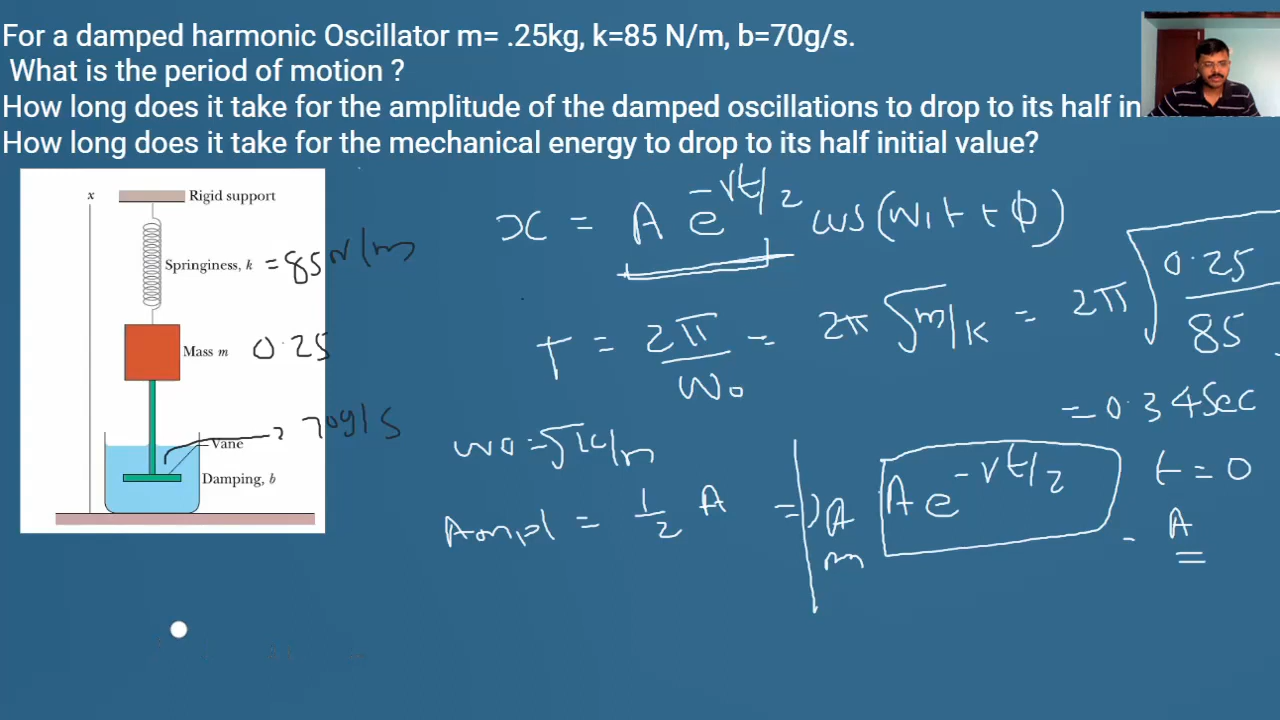 For a damped harmonic Oscillator m= .25kg, k=85 N/m, b=70g/s.
What is the period of motion ?
How long does it take for the amplitude of the damped oscillations to drop to its half in
How long does it take for the mechanical energy to drop to its half initial value?
x
Rigid support
Springiness, k = 85 N/m
Mass m 0.25
Vane 70g/s
Damping, b
x = A e^-γt/2 cos(ω₁t + φ)
T = 2π/ω₀ = 2π √m/k = 2π √0.25/85
= 0.34 Sec
ω₀ = √k/m
t = 0
Ampl = 1/2 A
A e^-γt/2
A